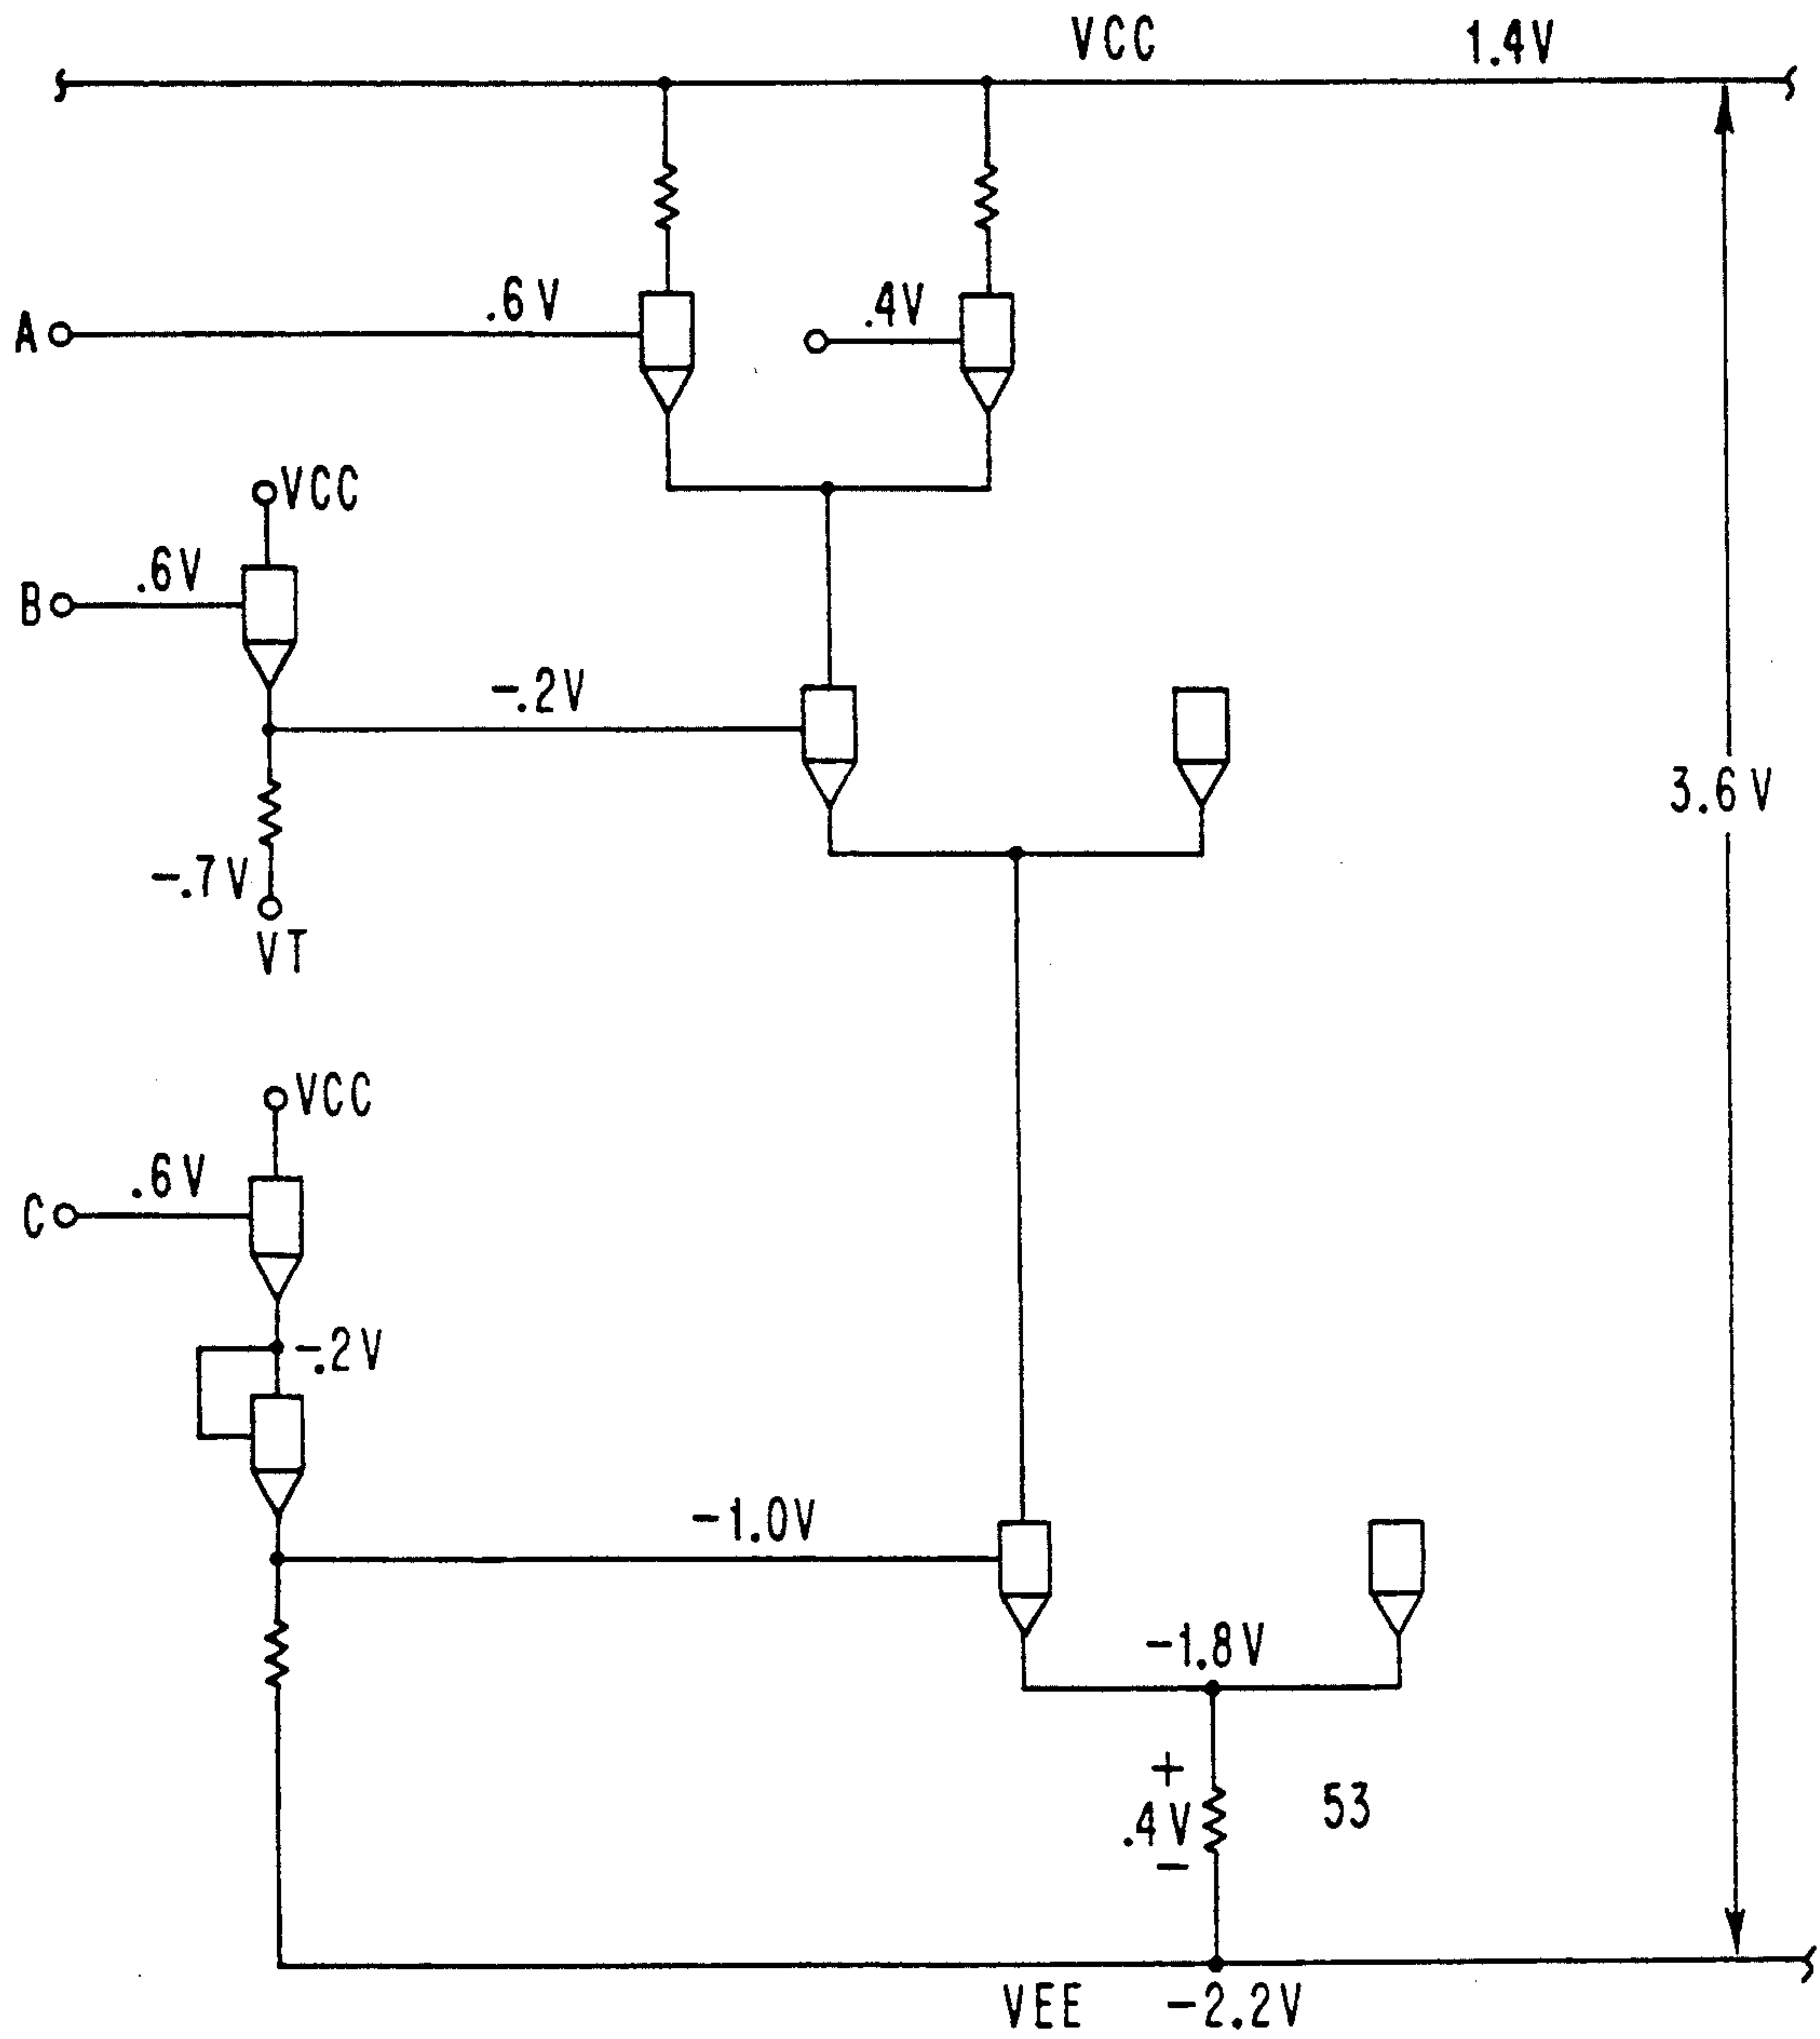 VCC 1.4V
.6V
.4V
A
VCC
.6V
B
-.2V
3.6V
-.7V
VT
VCC
.6V
C
-.2V
-1.0V
-1.8V
+
.4V
-
53
VEE -2.2V